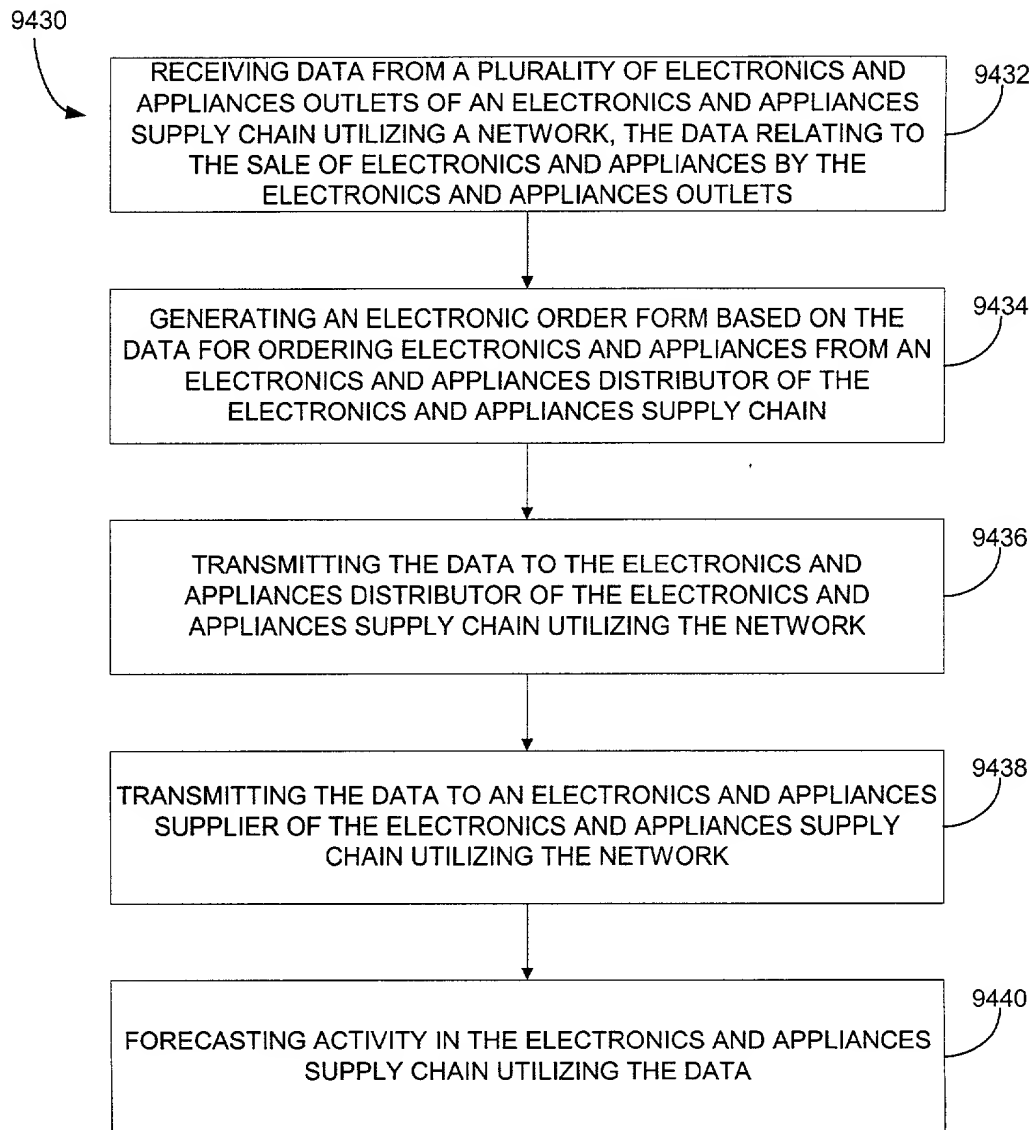 9430
RECEIVING DATA FROM A PLURALITY OF ELECTRONICS AND
APPLIANCES OUTLETS OF AN ELECTRONICS AND APPLIANCES
SUPPLY CHAIN UTILIZING A NETWORK, THE DATA RELATING TO
THE SALE OF ELECTRONICS AND APPLIANCES BY THE
ELECTRONICS AND APPLIANCES OUTLETS
9432
GENERATING AN ELECTRONIC ORDER FORM BASED ON THE
DATA FOR ORDERING ELECTRONICS AND APPLIANCES FROM AN
ELECTRONICS AND APPLIANCES DISTRIBUTOR OF THE
ELECTRONICS AND APPLIANCES SUPPLY CHAIN
9434
TRANSMITTING THE DATA TO THE ELECTRONICS AND
APPLIANCES DISTRIBUTOR OF THE ELECTRONICS AND
APPLIANCES SUPPLY CHAIN UTILIZING THE NETWORK
9436
TRANSMITTING THE DATA TO AN ELECTRONICS AND APPLIANCES
SUPPLIER OF THE ELECTRONICS AND APPLIANCES SUPPLY
CHAIN UTILIZING THE NETWORK
9438
FORECASTING ACTIVITY IN THE ELECTRONICS AND APPLIANCES
SUPPLY CHAIN UTILIZING THE DATA
9440